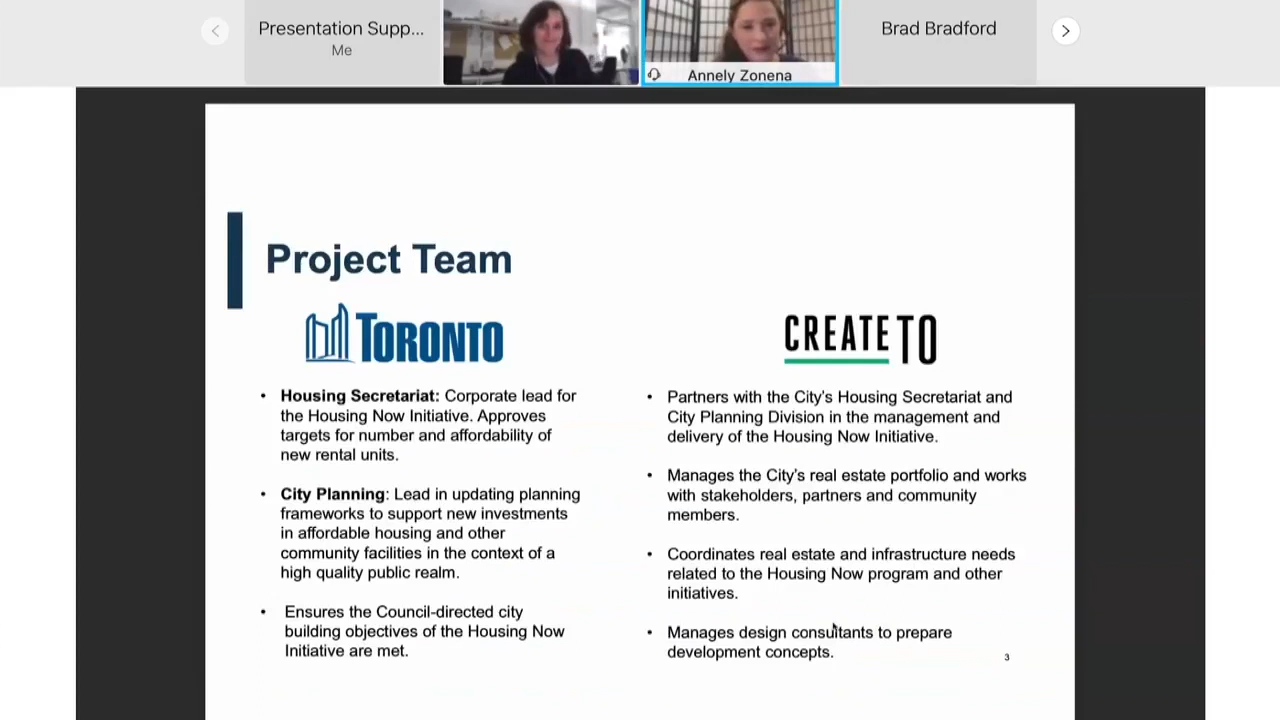 Presentation Supp...
Me
Annely Zonena
Brad Bradford
Project Team
TORONTO
• Housing Secretariat: Corporate lead for
the Housing Now Initiative. Approves
targets for number and affordability of
new rental units.
• City Planning: Lead in updating planning
frameworks to support new investments
in affordable housing and other
community facilities in the context of a
high quality public realm.
• Ensures the Council-directed city
building objectives of the Housing Now
Initiative are met.
CREATETO
• Partners with the City's Housing Secretariat and
City Planning Division in the management and
delivery of the Housing Now Initiative.
• Manages the City's real estate portfolio and works
with stakeholders, partners and community
members.
• Coordinates real estate and infrastructure needs
related to the Housing Now program and other
initiatives.
• Manages design consultants to prepare
development concepts.
3